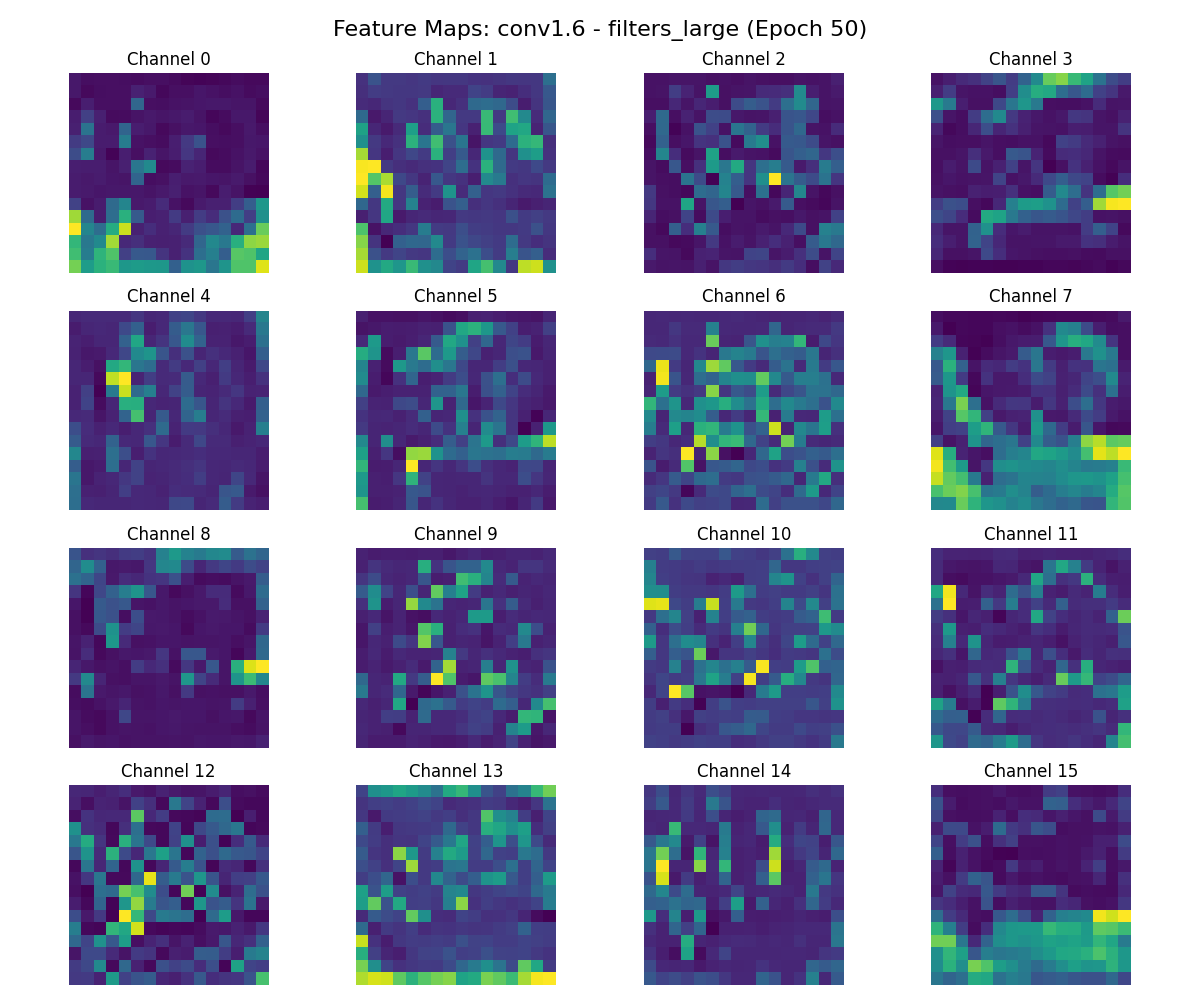 Feature Maps: conv1.6 - filters_large (Epoch 50)
Channel 0
Channel 1
Channel 2
Channel 3
Channel 4
Channel 5
Channel 6
Channel 7
Channel 8
Channel 9
Channel 10
Channel 11
Channel 12
Channel 13
Channel 14
Channel 15